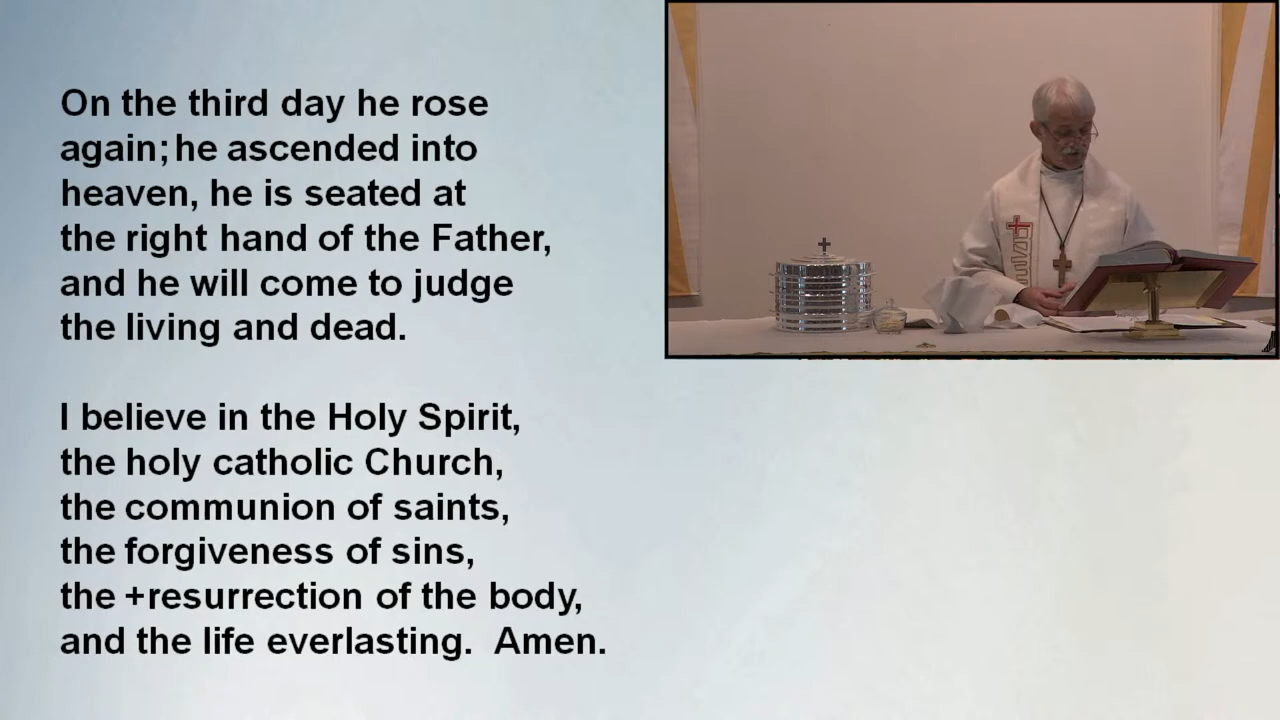 On the third day he rose
again; he ascended into
heaven, he is seated at
the right hand of the Father,
and he will come to judge
the living and dead.
I believe in the Holy Spirit,
the holy catholic Church,
the communion of saints,
the forgiveness of sins,
the +resurrection of the body,
and the life everlasting.  Amen.